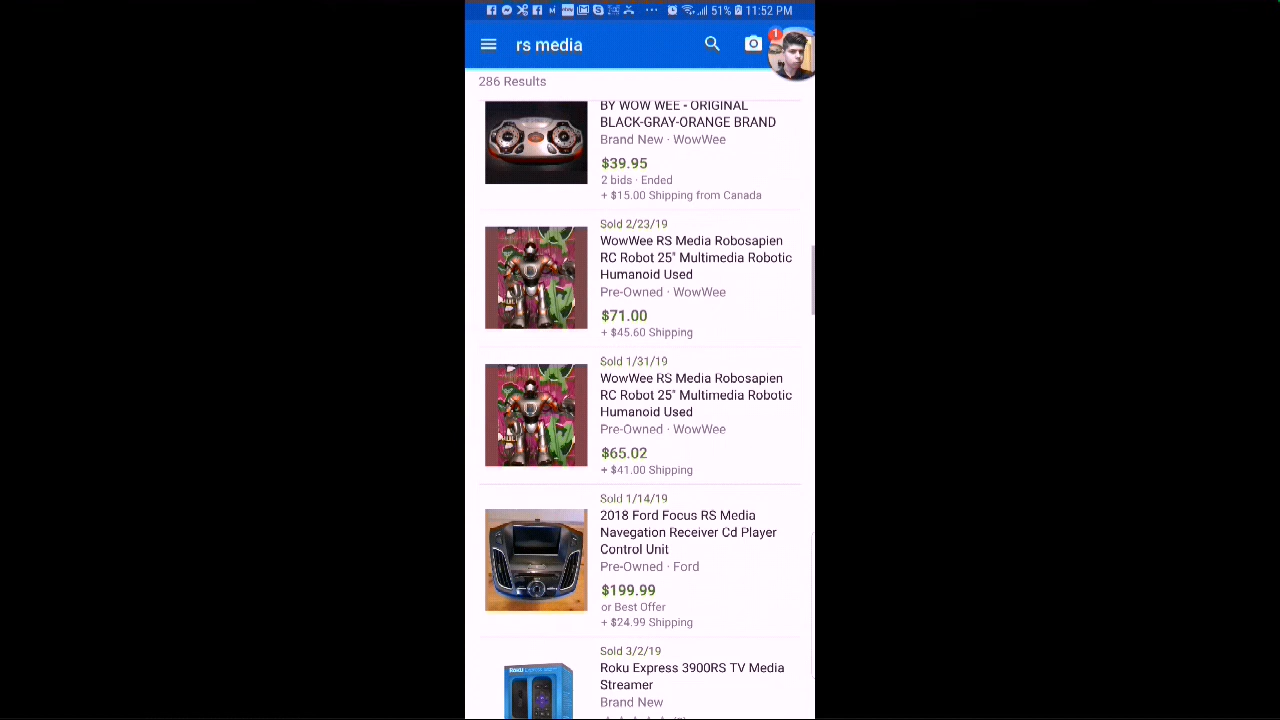 51% 11:52 PM
rs media
1
286 Results
BY WOW WEE - ORIGINAL
BLACK-GRAY-ORANGE BRAND
Brand New · WowWee
$39.95
2 bids · Ended
+ $15.00 Shipping from Canada
Sold 2/23/19
WowWee RS Media Robosapien
RC Robot 25" Multimedia Robotic
Humanoid Used
Pre-Owned · WowWee
$71.00
+ $45.60 Shipping
Sold 1/31/19
WowWee RS Media Robosapien
RC Robot 25" Multimedia Robotic
Humanoid Used
Pre-Owned · WowWee
$65.02
+ $41.00 Shipping
Sold 1/14/19
2018 Ford Focus RS Media
Navegation Receiver Cd Player
Control Unit
Pre-Owned · Ford
$199.99
or Best Offer
+ $24.99 Shipping
Sold 3/2/19
Roku Express 3900RS TV Media
Streamer
Brand New